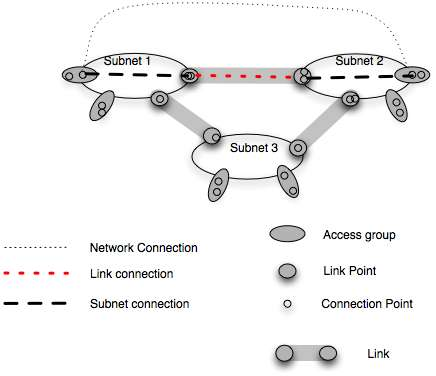 Subnet 1
Subnet 2
Subnet 3
Network Connection
Link connection
Subnet connection
Access group
Link Point
Connection Point
Link